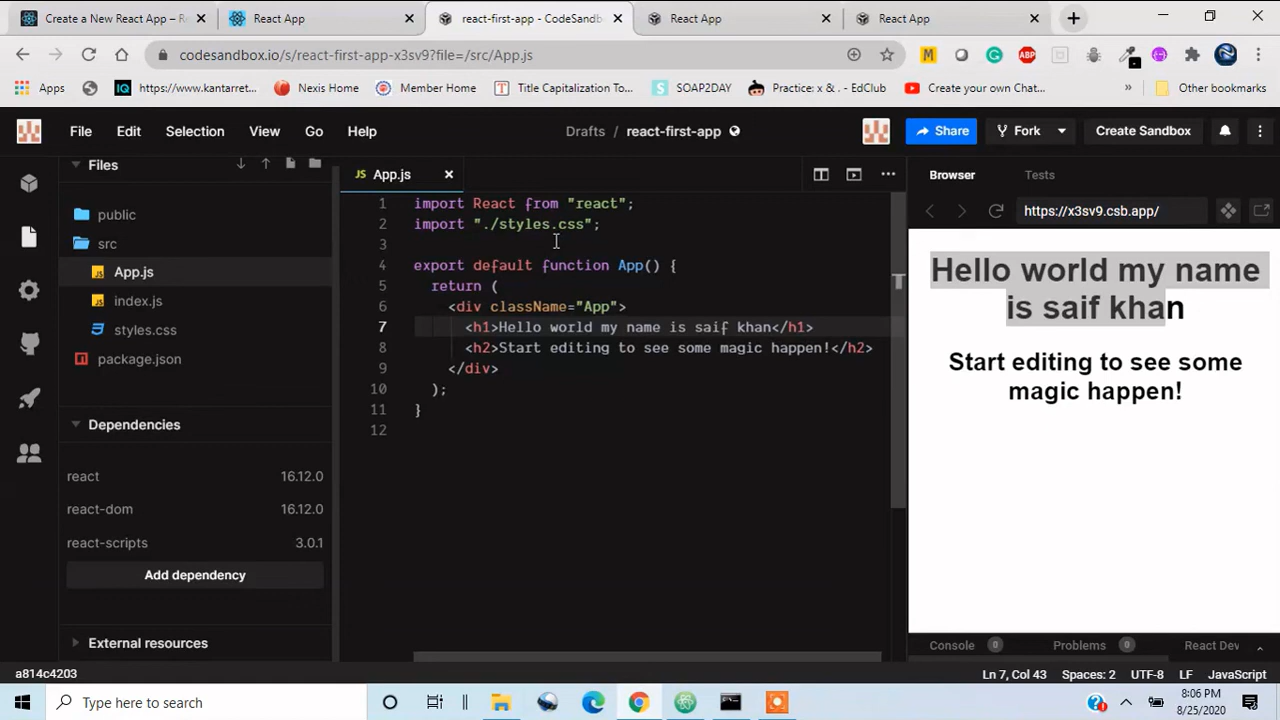 Create a New React App – R
React App
react-first-app - CodeSandb
React App
React App
codesandbox.io/s/react-first-app-x3sv9?file=/src/App.js
Apps
https://www.kantarret...
Nexis Home
Member Home
Title Capitalization To...
SOAP2DAY
Practice: x & . - EdClub
Create your own Chat...
»
Other bookmarks
File Edit Selection View Go Help
Drafts / react-first-app
Share
Fork
Create Sandbox
Files
public
src
App.js
index.js
styles.css
package.json
Dependencies
react 16.12.0
react-dom 16.12.0
react-scripts 3.0.1
Add dependency
External resources
JS App.js
1 import React from "react";
2 import "./styles.css";
3
4 export default function App() {
5 return (
6 <div className="App">
7 <h1>Hello world my name is saif khan</h1>
8 <h2>Start editing to see some magic happen!</h2>
9 </div>
10 );
11 }
12
Browser Tests
https://x3sv9.csb.app/
Hello world my name
is saif khan
Start editing to see some
magic happen!
Console 0 Problems 0 React Dev
a814c4203
Ln 7, Col 43 Spaces: 2 UTF-8 LF JavaScript
Type here to search
8:06 PM
8/25/2020